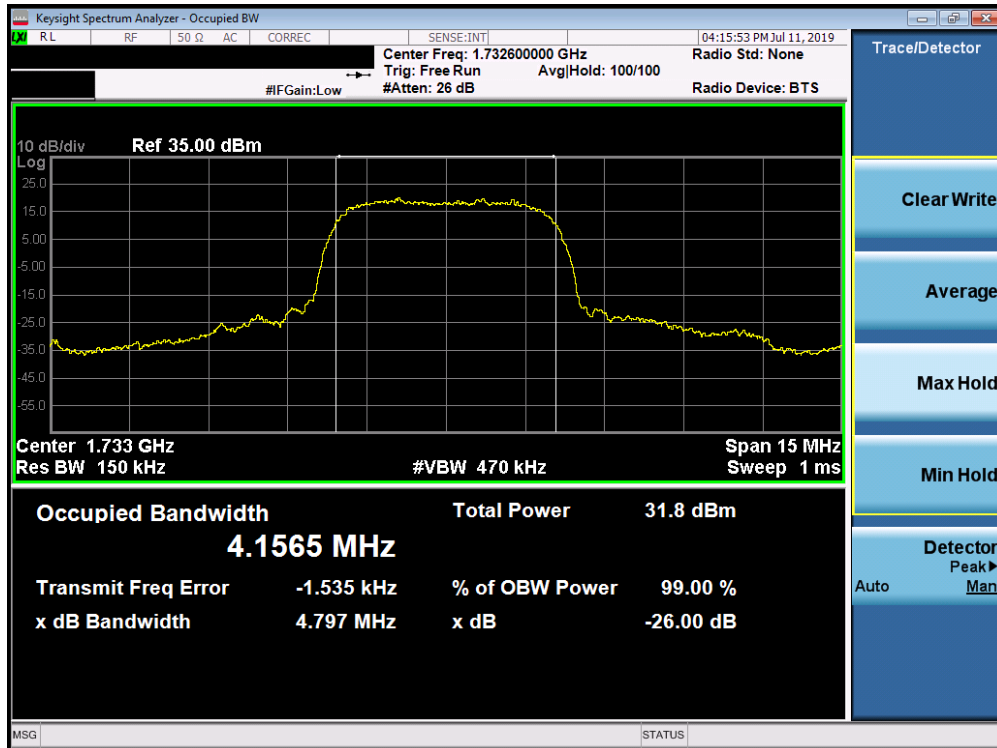 Keysight Spectrum Analyzer - Occupied BW
LXI RL RF 50 Ω AC CORREC SENSE:INT 04:15:53 PM Jul 11, 2019
Center Freq: 1.732600000 GHz Radio Std: None
Trig: Free Run Avg|Hold: 100/100
#IFGain:Low #Atten: 26 dB Radio Device: BTS
10 dB/div Ref 35.00 dBm
Log
25.0
15.0
5.00
-5.00
-15.0
-25.0
-35.0
-45.0
-55.0
Center 1.733 GHz Span 15 MHz
Res BW 150 kHz #VBW 470 kHz Sweep 1 ms
Occupied Bandwidth Total Power 31.8 dBm
4.1565 MHz
Transmit Freq Error -1.535 kHz % of OBW Power 99.00 %
x dB Bandwidth 4.797 MHz x dB -26.00 dB
MSG STATUS
Trace/Detector
Clear Write
Average
Max Hold
Min Hold
Detector
Peak▶
Auto Man